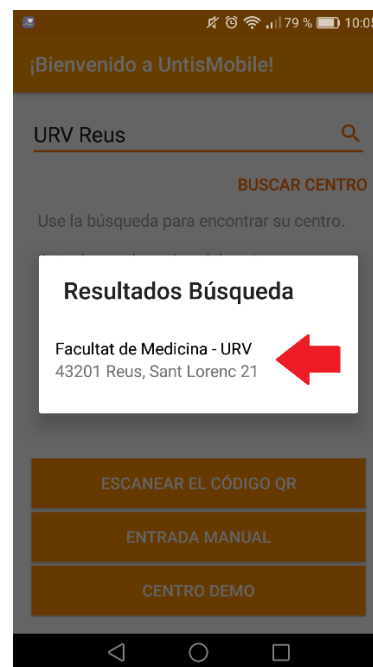 79 % 10:05
¡Bienvenido a UntisMobile!
URV Reus
BUSCAR CENTRO
Use la búsqueda para encontrar su centro.
Resultados Búsqueda
Facultat de Medicina - URV
43201 Reus, Sant Lorenc 21
ESCANEAR EL CÓDIGO QR
ENTRADA MANUAL
CENTRO DEMO